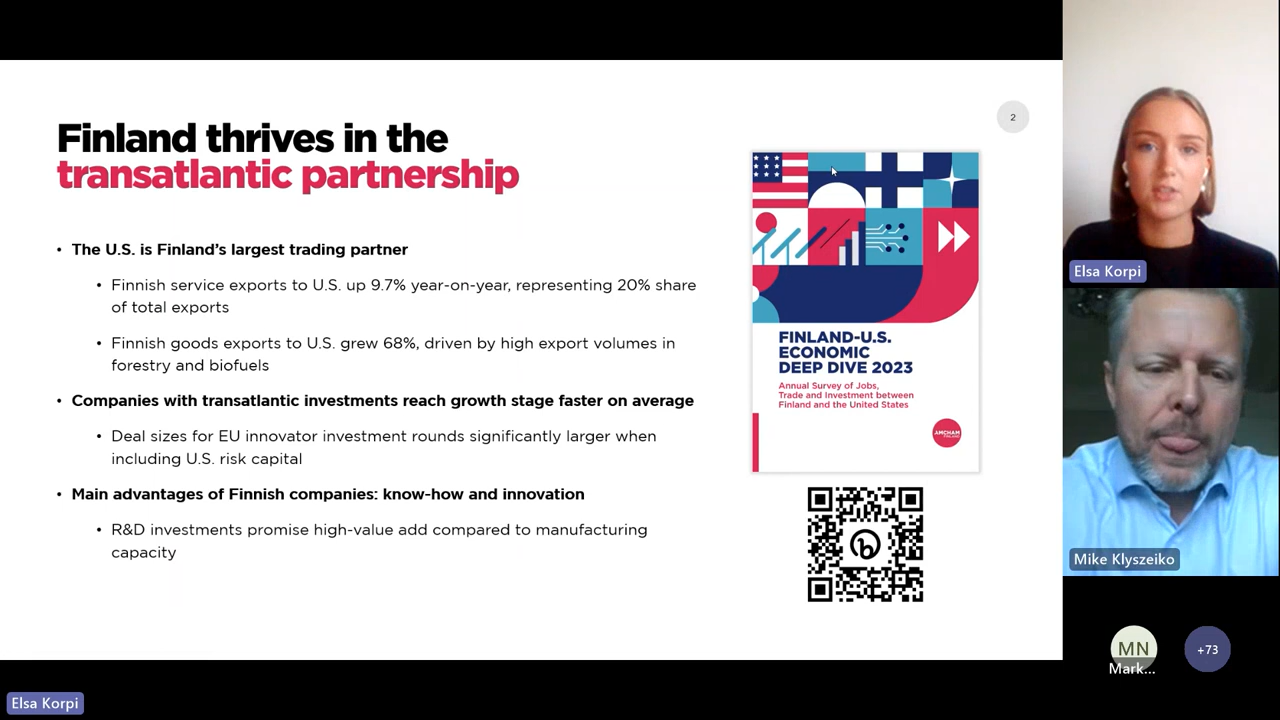 Finland thrives in the
transatlantic partnership
2
• The U.S. is Finland’s largest trading partner
• Finnish service exports to U.S. up 9.7% year-on-year, representing 20% share
of total exports
• Finnish goods exports to U.S. grew 68%, driven by high export volumes in
forestry and biofuels
• Companies with transatlantic investments reach growth stage faster on average
• Deal sizes for EU innovator investment rounds significantly larger when
including U.S. risk capital
• Main advantages of Finnish companies: know-how and innovation
• R&D investments promise high-value add compared to manufacturing
capacity
FINLAND-U.S.
ECONOMIC
DEEP DIVE 2023
Annual Survey of Jobs,
Trade and Investment between
Finland and the United States
AMCHAM
FINLAND
b
Elsa Korpi
Mike Klyszeiko
MN
Mark...
+73
Elsa Korpi